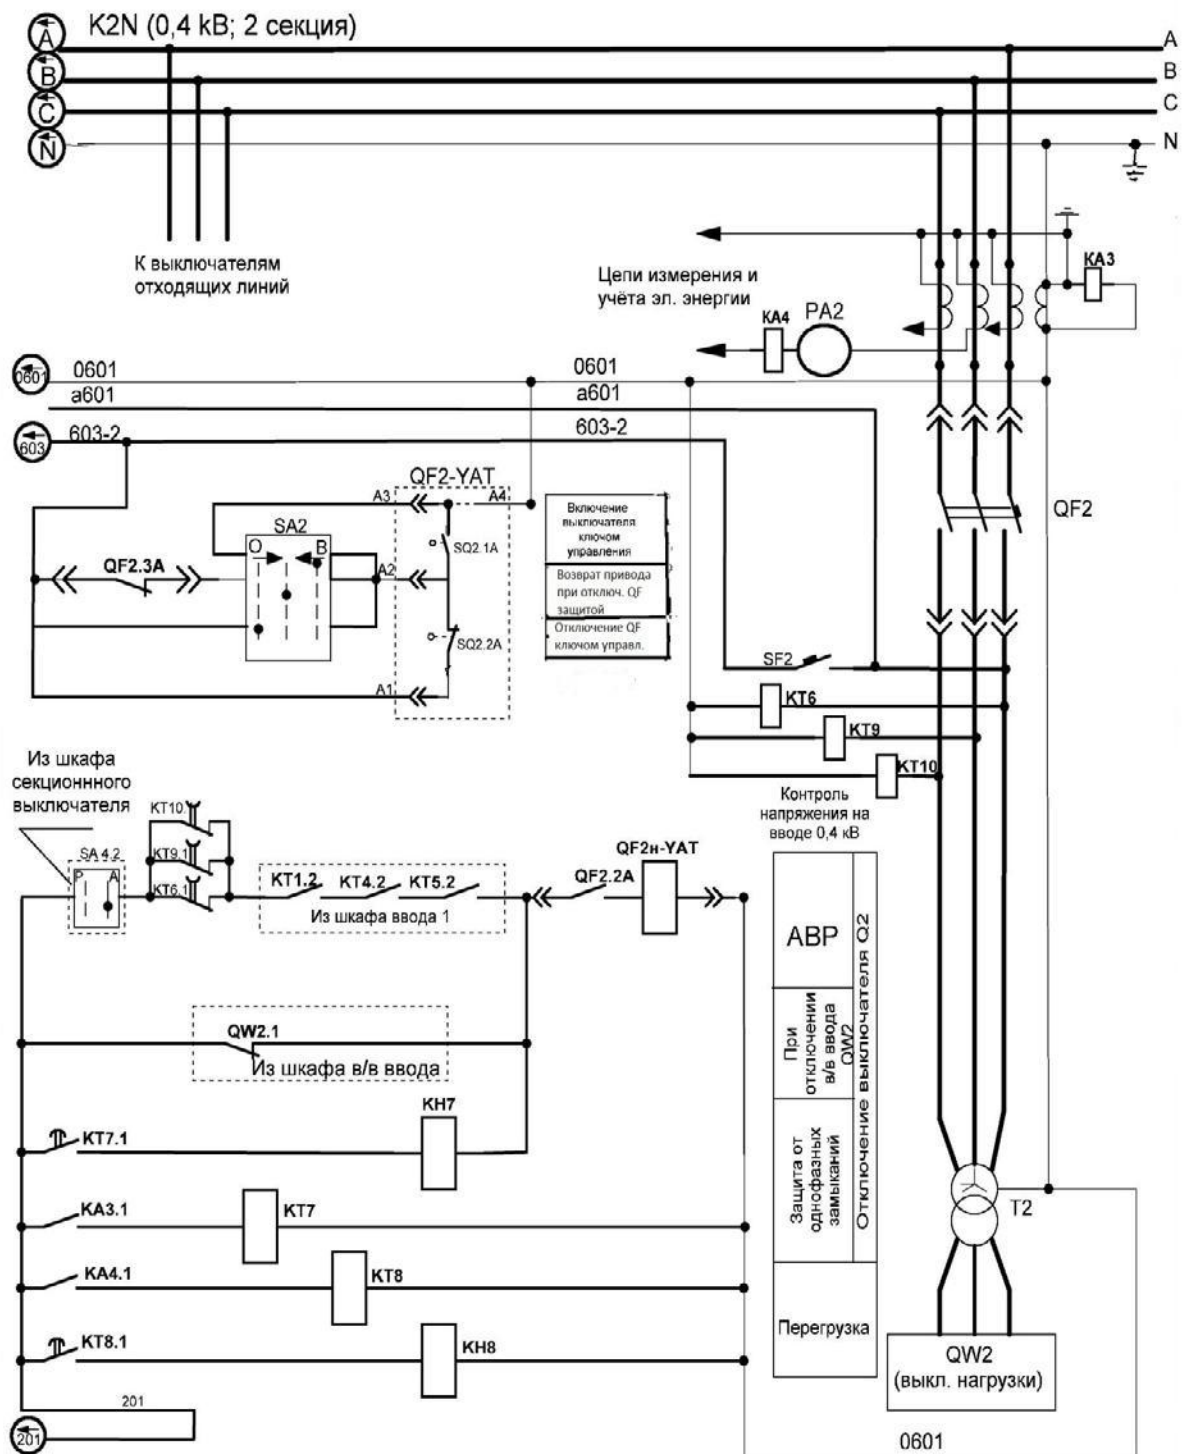 K2N (0,4 kB; 2 секция)
A
B
C
N
A
B
C
N
К выключателям
отходящих линий
Цепи измерения и
учёта эл. энергии
KA3
KA4
PA2
0601
0601
0601
a601
a601
603
603-2
603-2
QF2-YAT
A3
A4
SA2
O
B
QF2.3A
A2
SQ2.1A
SQ2.2A
A1
Включение
выключателя
ключом
управления
Возврат привода
при отключ. QF
защитой
Отключение QF
ключом управл.
QF2
SF2
KT6
KT9
KT10
Контроль
напряжения на
вводе 0,4 кВ
Из шкафа
секционнного
выключателя
SA 4.2
P
A
KT10.
KT9.1
KT6.1
KT1.2
KT4.2
KT5.2
Из шкафа ввода 1
QF2.2A
QF2н-YAT
QW2.1
Из шкафа в/в ввода
KT7.1
KH7
KA3.1
KT7
KA4.1
KT8
KT8.1
KH8
201
201
АВР
При
отключении
в/в ввода
QW2
Защита от
однофазных
замыканий
Отключение выключателя Q2
Перегрузка
T2
QW2
(выкл. нагрузки)
0601